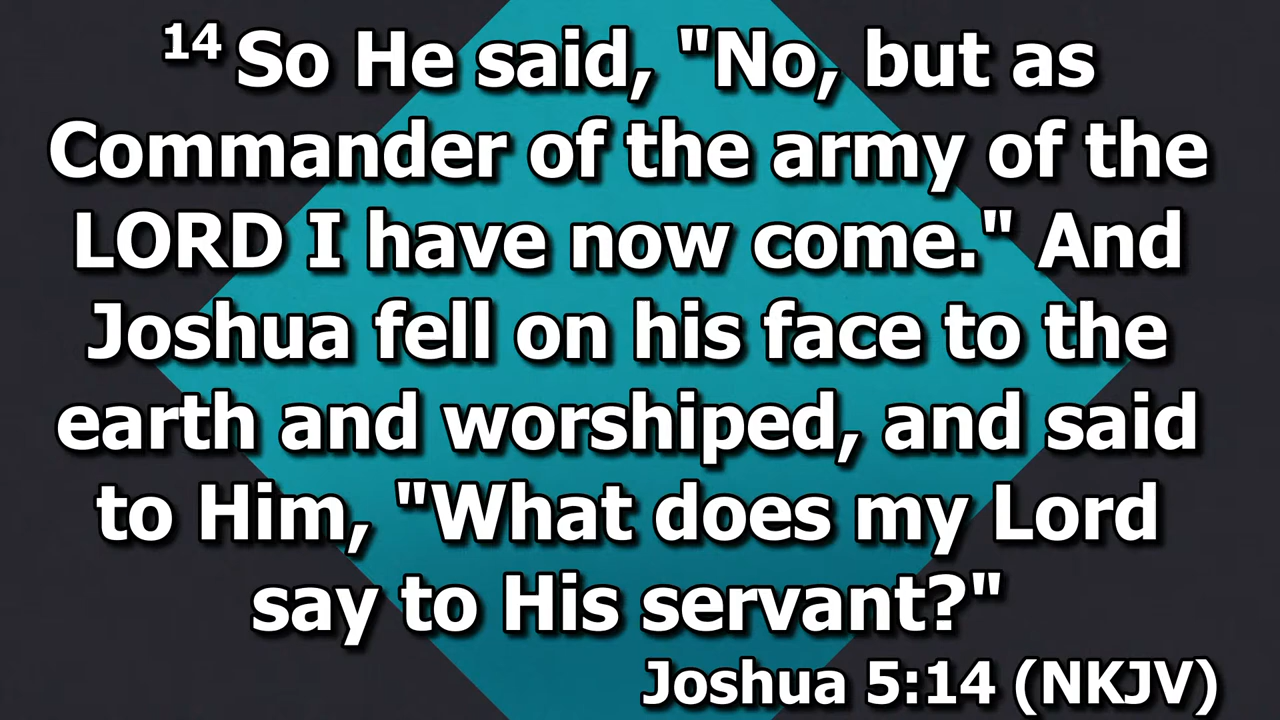 14 So He said, "No, but as
Commander of the army of the
LORD I have now come." And
Joshua fell on his face to the
earth and worshiped, and said
to Him, "What does my Lord
say to His servant?"
Joshua 5:14 (NKJV)